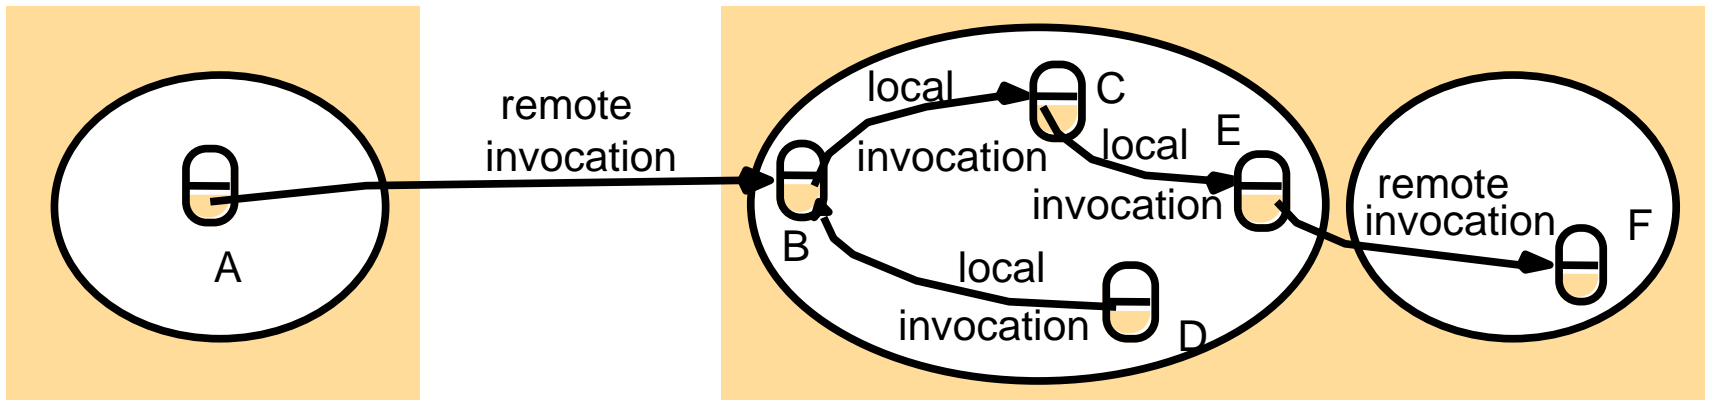 remote
invocation
A
local
invocation
C
local
invocation
E
B
local
invocation
D
remote
invocation
F